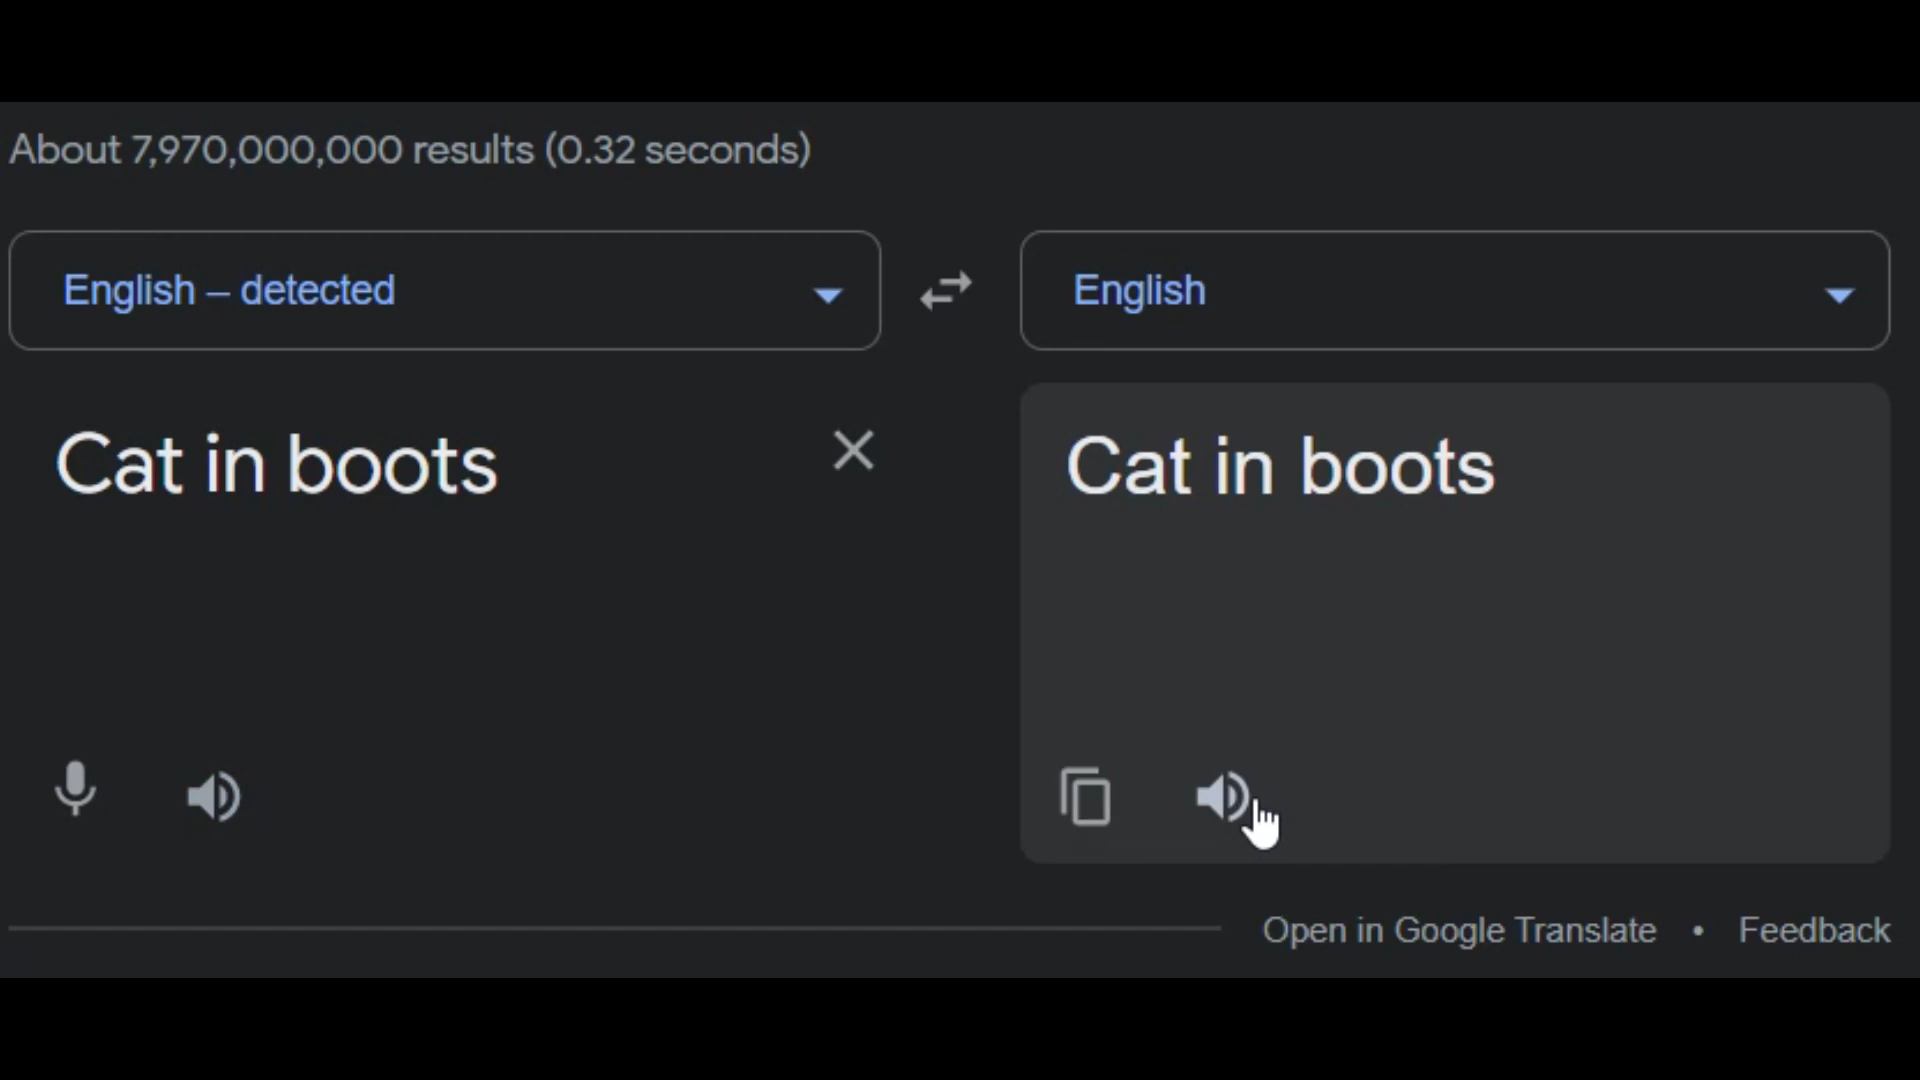 About 7,970,000,000 results (0.32 seconds)
English – detected
English
Cat in boots
Cat in boots
Open in Google Translate • Feedback